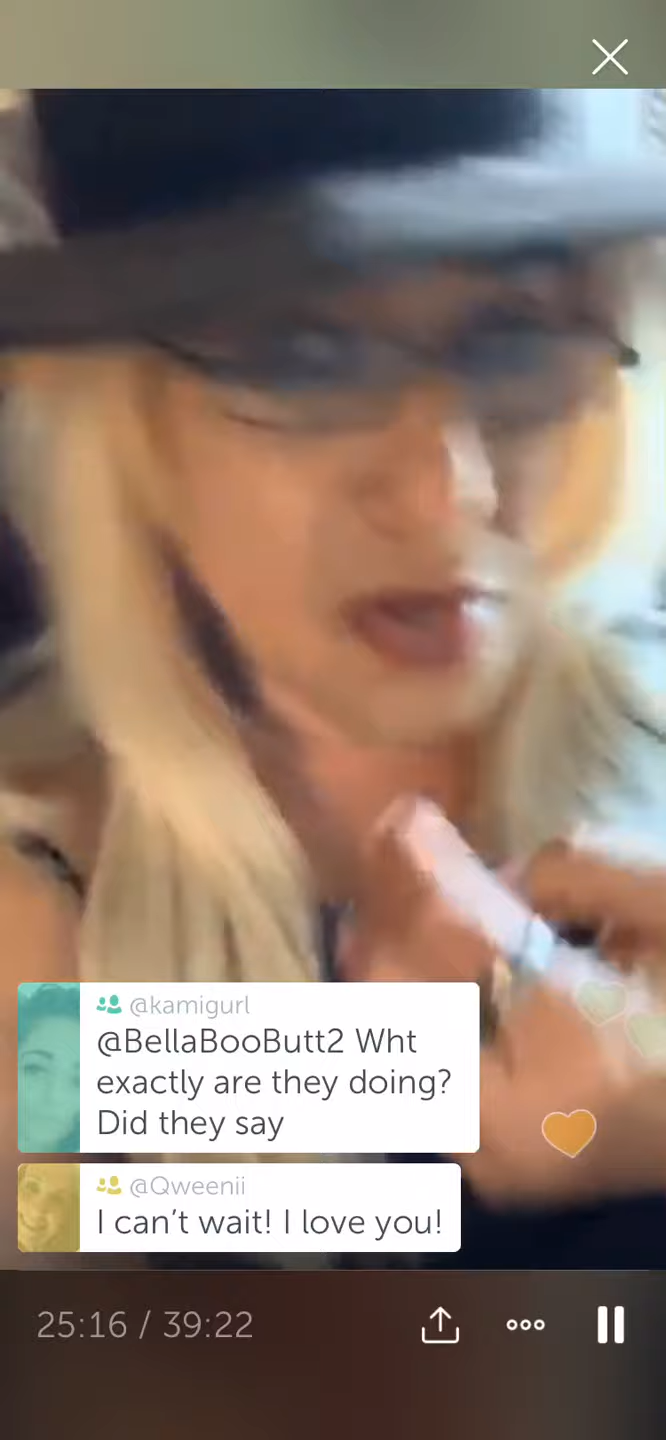 @kamigurl
@BellaBooButt2 Wht
exactly are they doing?
Did they say
@Qweenii
I can't wait! I love you!
25:16 / 39:22